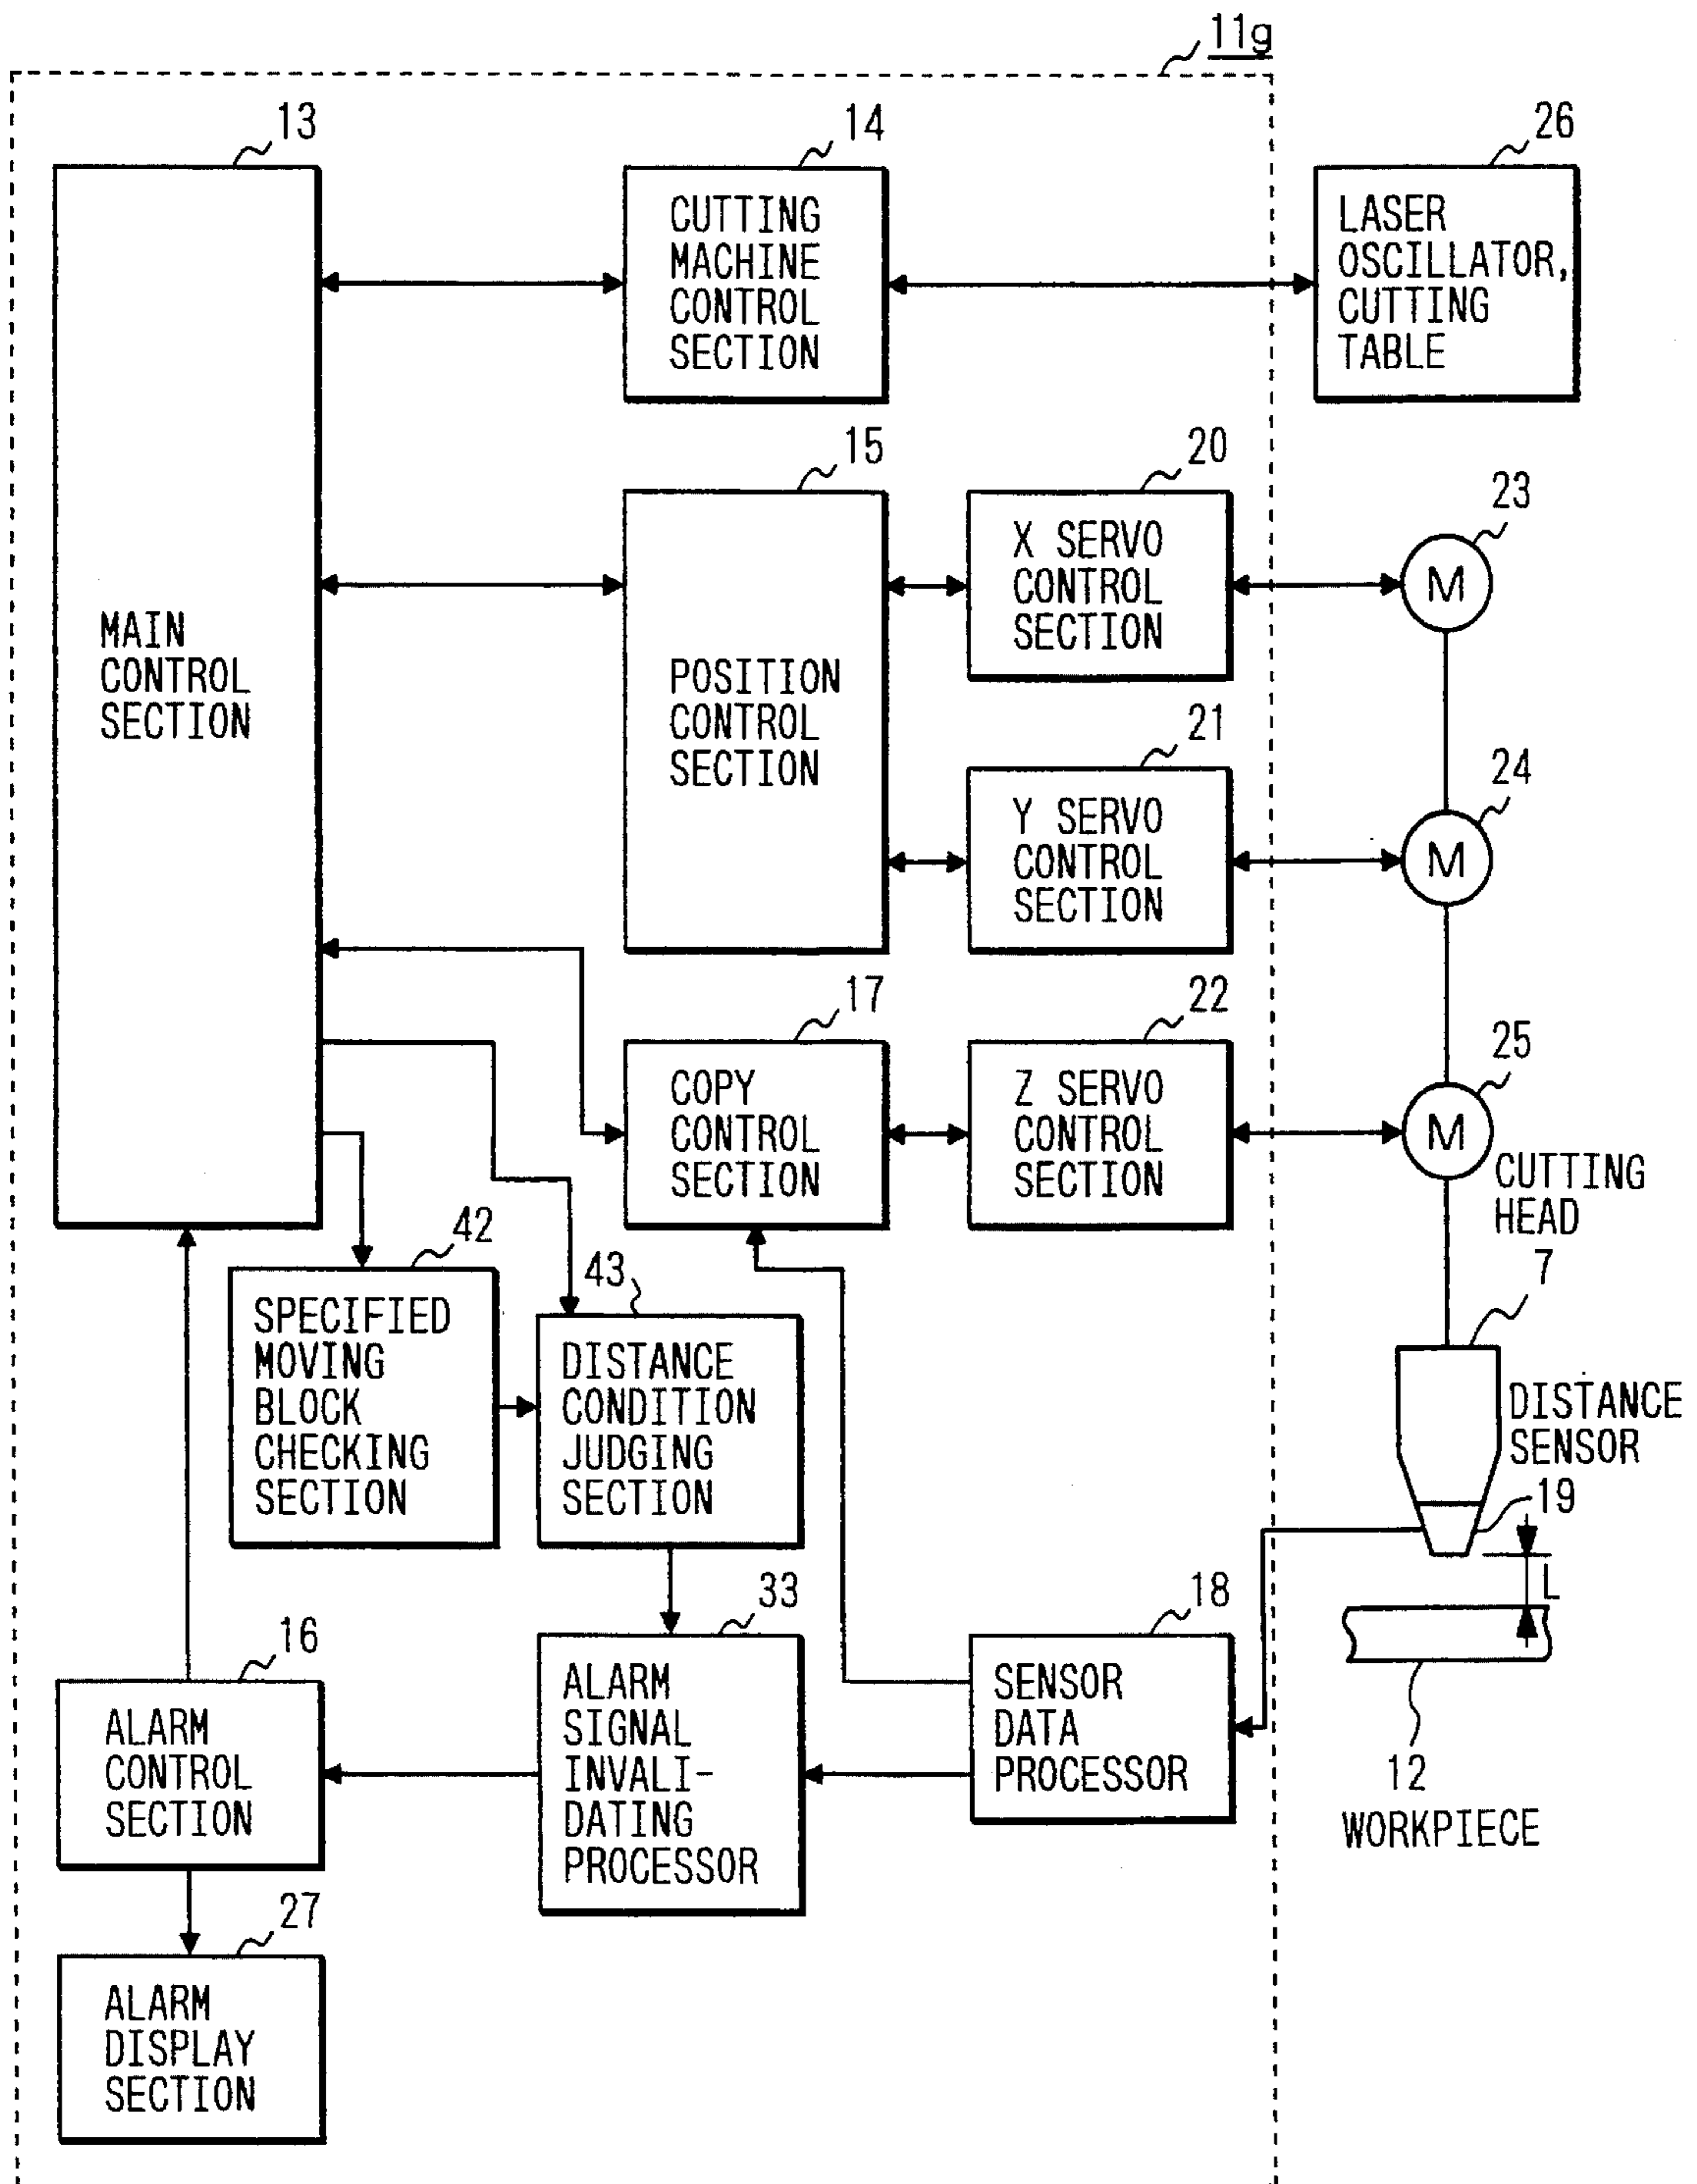 11g
13
14
26
MAIN
CONTROL
SECTION
CUTTING
MACHINE
CONTROL
SECTION
LASER
OSCILLATOR,
CUTTING
TABLE
15
20
23
POSITION
CONTROL
SECTION
X SERVO
CONTROL
SECTION
M
21
24
Y SERVO
CONTROL
SECTION
M
17
22
25
COPY
CONTROL
SECTION
Z SERVO
CONTROL
SECTION
M
CUTTING
HEAD
7
42
43
SPECIFIED
MOVING
BLOCK
CHECKING
SECTION
DISTANCE
CONDITION
JUDGING
SECTION
DISTANCE
SENSOR
19
L
16
33
18
ALARM
CONTROL
SECTION
ALARM
SIGNAL
INVALI-
DATING
PROCESSOR
SENSOR
DATA
PROCESSOR
12
WORKPIECE
27
ALARM
DISPLAY
SECTION